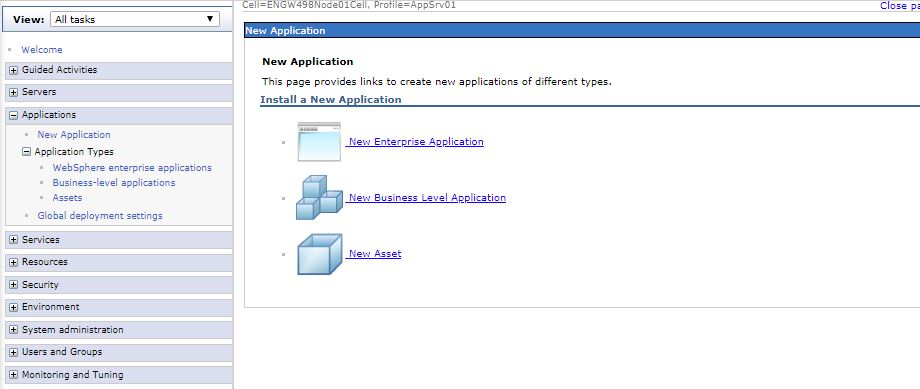 Cell=ENGW498Node01Cell, Profile=AppSrv01
Close pa
View: All tasks
Welcome
Guided Activities
Servers
Applications
New Application
Application Types
WebSphere enterprise applications
Business-level applications
Assets
Global deployment settings
Services
Resources
Security
Environment
System administration
Users and Groups
Monitoring and Tuning
New Application
New Application
This page provides links to create new applications of different types.
Install a New Application
New Enterprise Application
New Business Level Application
New Asset